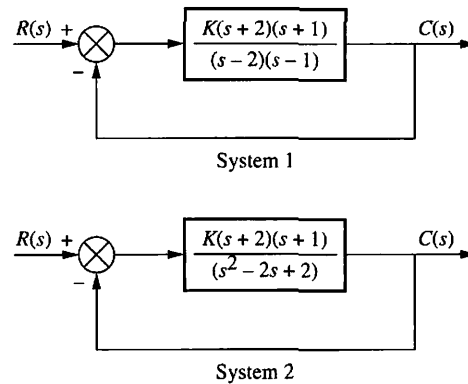 R(s) + K(s + 2)(s + 1) C(s)
(s − 2)(s − 1)
−
System 1
R(s) + K(s + 2)(s + 1) C(s)
(s² − 2s + 2)
−
System 2